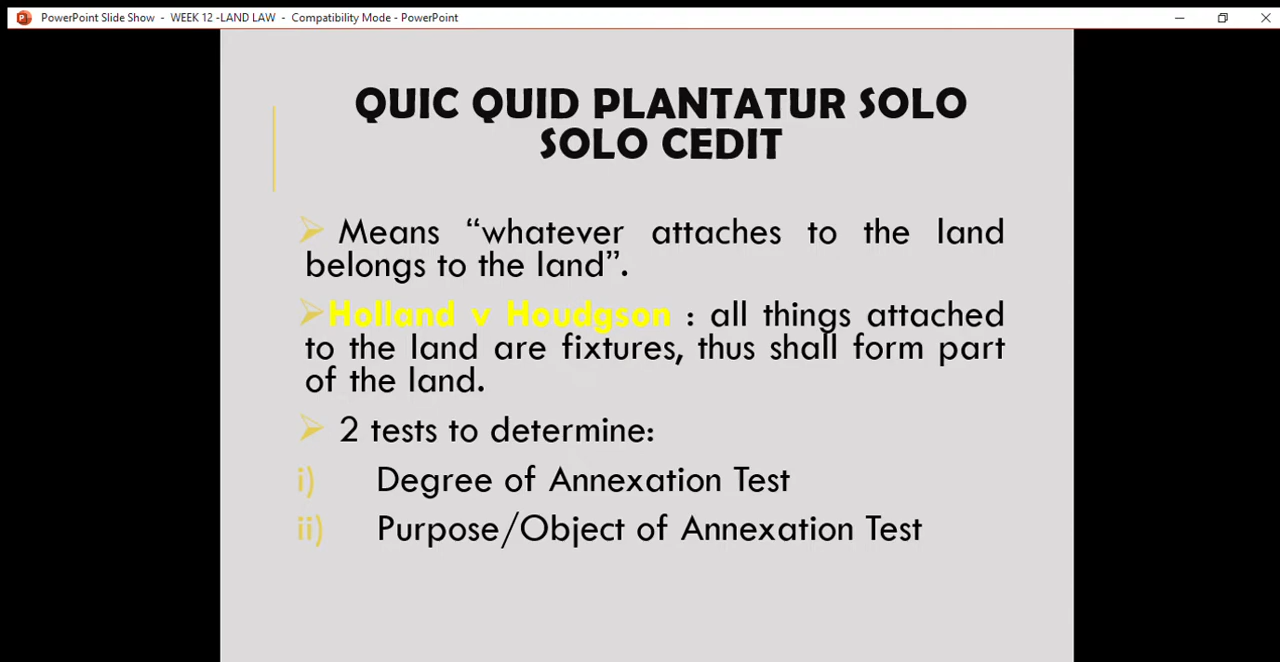 PowerPoint Slide Show - WEEK 12 -LAND LAW - Compatibility Mode - PowerPoint
QUIC QUID PLANTATUR SOLO
SOLO CEDIT
➢ Means “whatever attaches to the land
belongs to the land”.
➢Holland v Houdgson : all things attached
to the land are fixtures, thus shall form part
of the land.
➢ 2 tests to determine:
i) Degree of Annexation Test
ii) Purpose/Object of Annexation Test